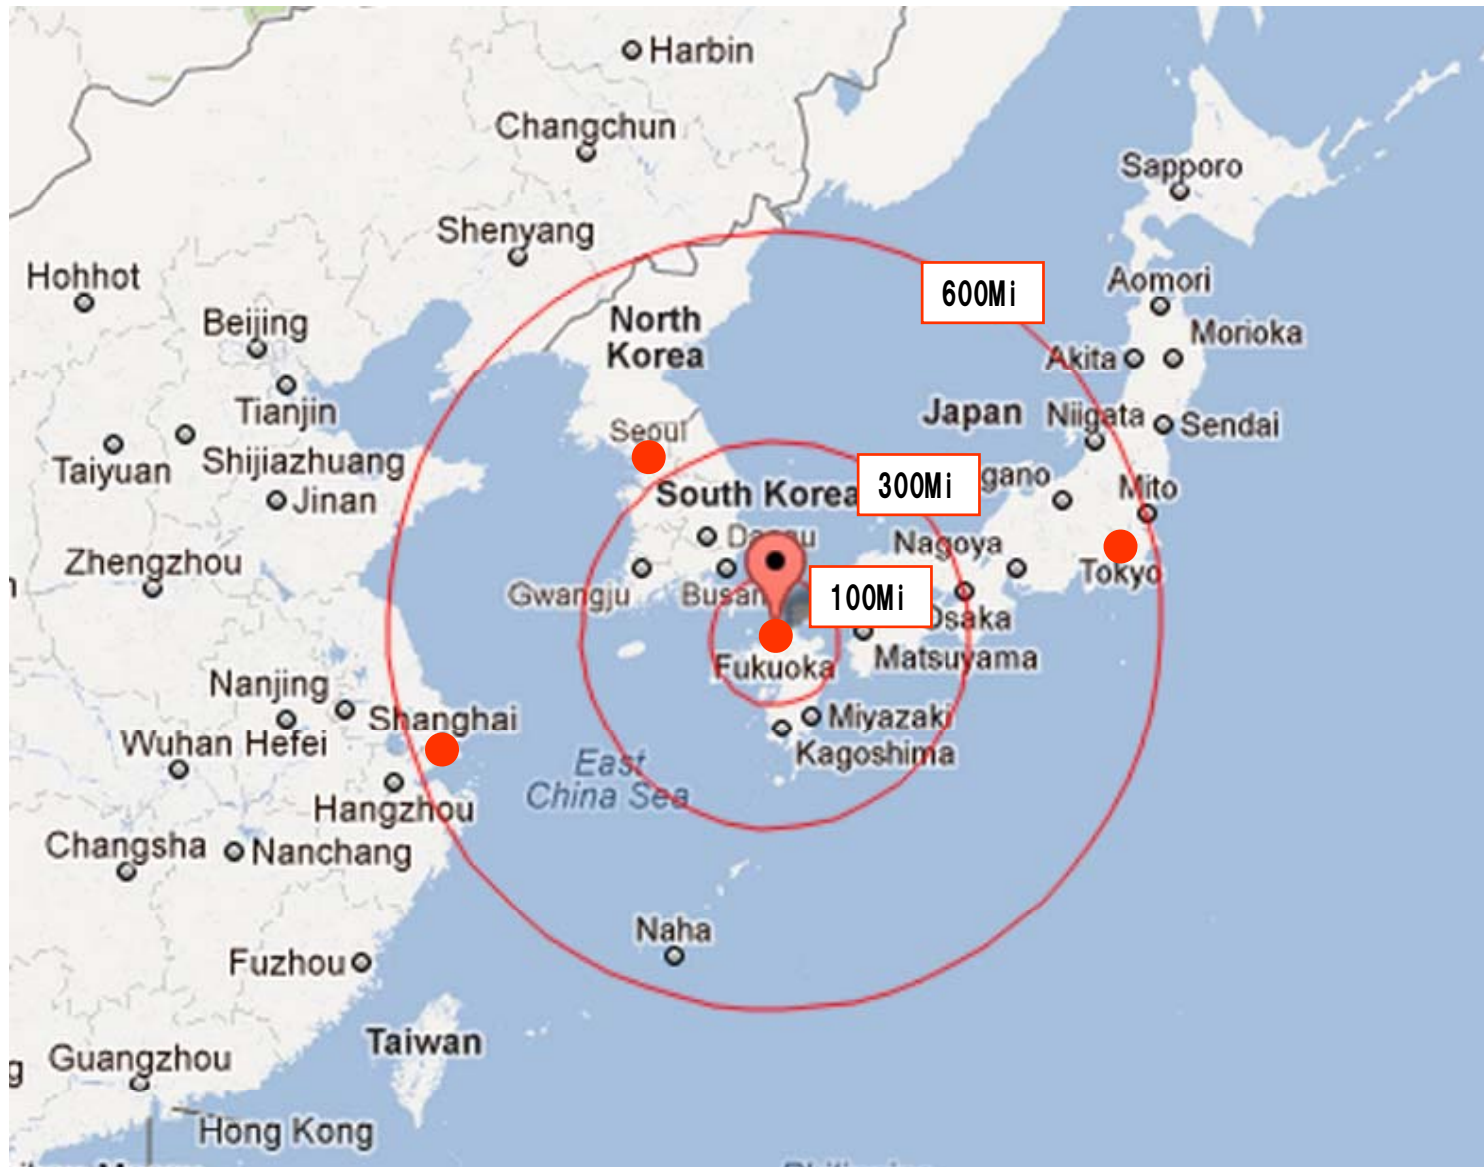 Harbin
Changchun
Sapporo
Shenyang
Hohhot
Aomori
600Mi
Beijing
North
Korea
Morioka
Akita
Tianjin
Japan
Niigata
Sendai
Seoul
Taiyuan
Shijiazhuang
Jinan
South Korea
300Mi
gano
Mito
Daegu
Nagoya
Zhengzhou
Tokyo
Gwangju
Busan
100Mi
Osaka
Fukuoka
Matsuyama
Nanjing
Shanghai
Miyazaki
Wuhan Hefei
Kagoshima
East
China Sea
Hangzhou
Changsha
Nanchang
Naha
Fuzhou
Taiwan
Guangzhou
g
Hong Kong